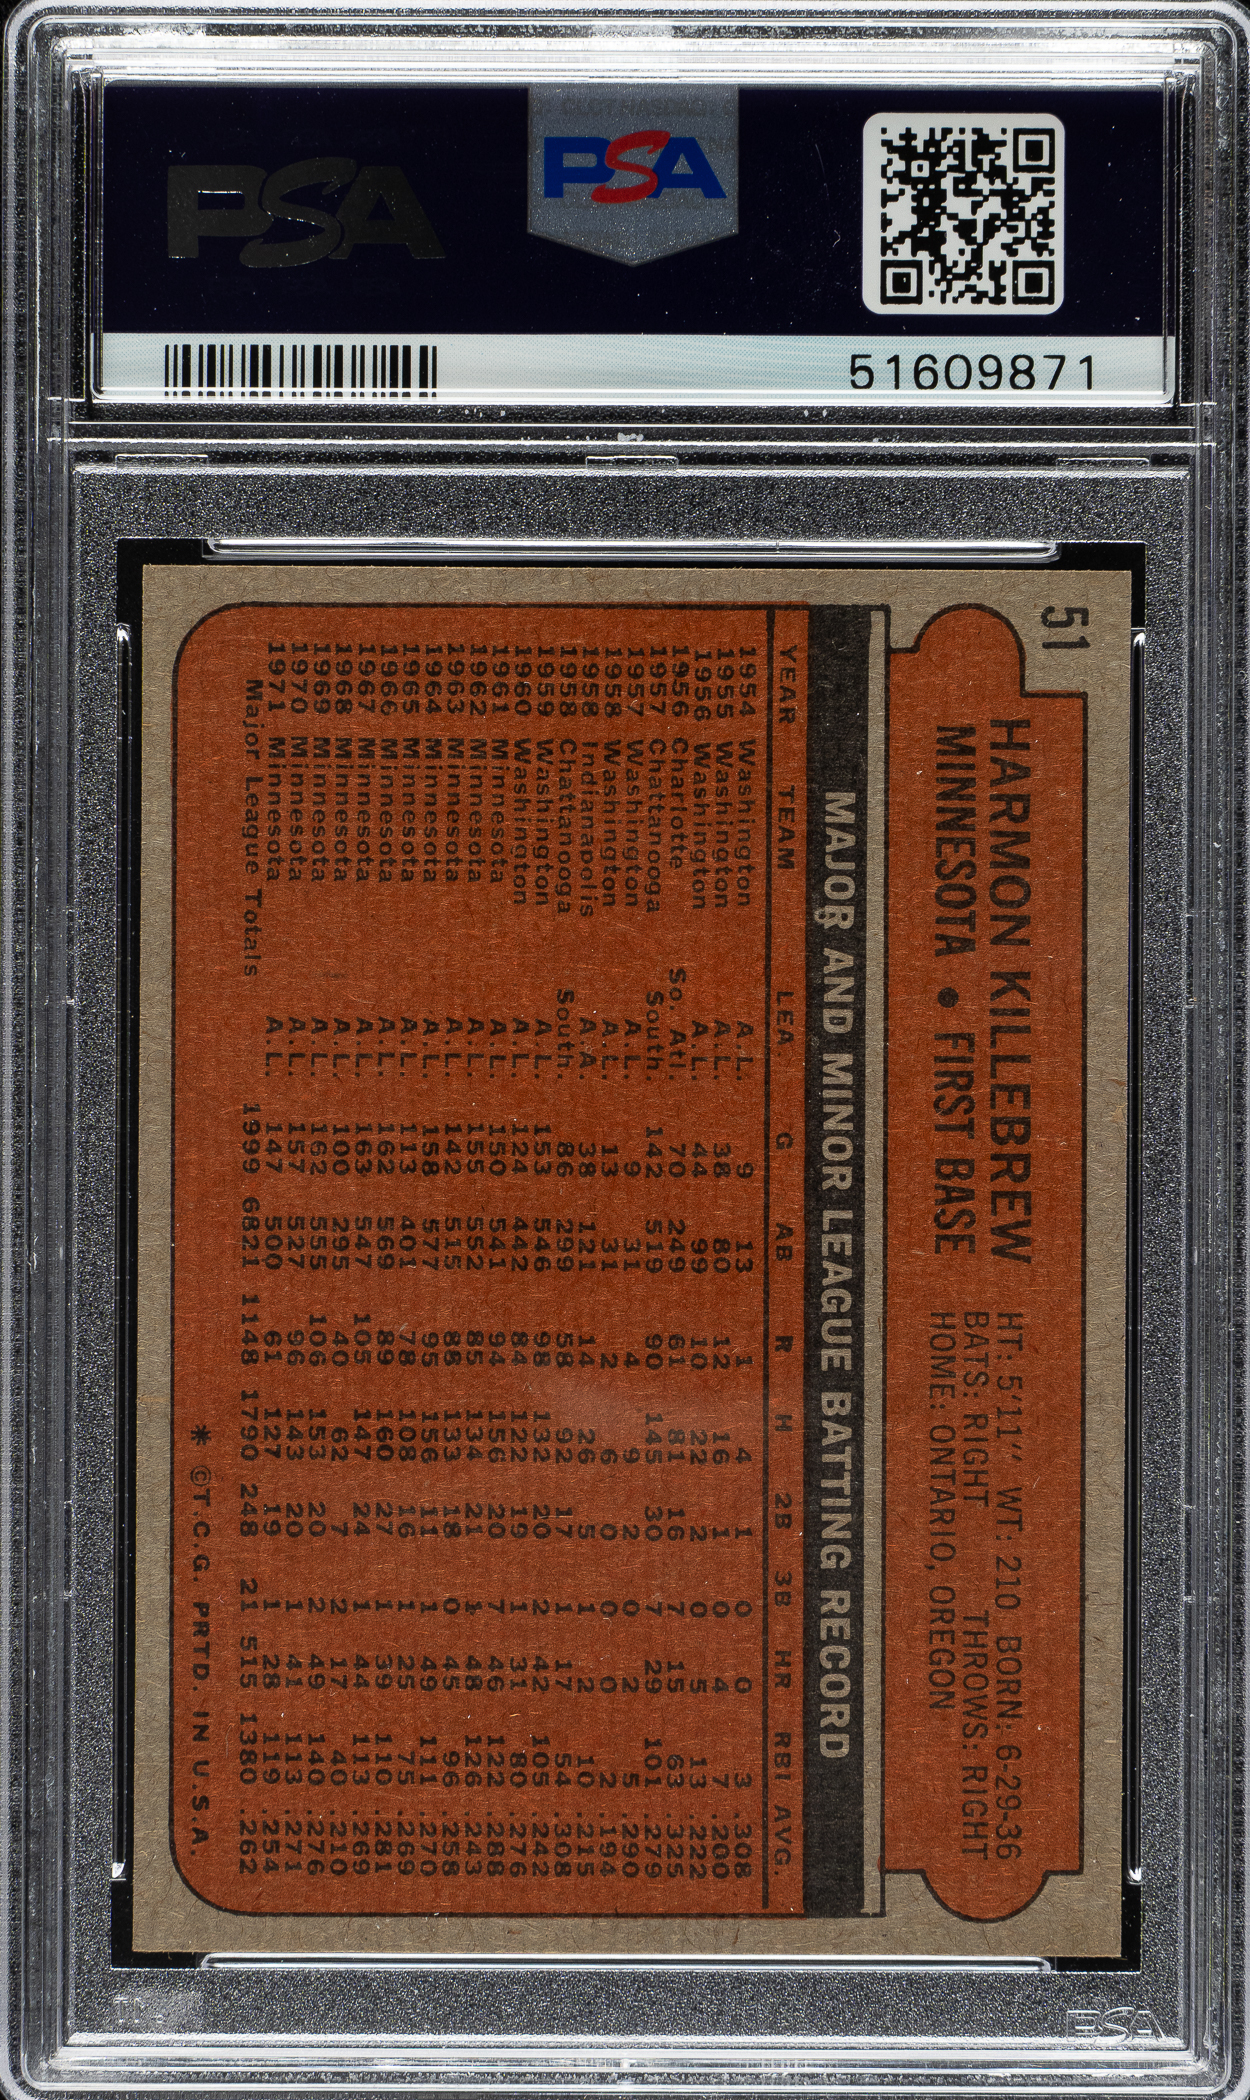 PSA
PSA
51609871
51
HARMON KILLEBREW
MINNESOTA • FIRST BASE
HT: 5'11" WT: 210 BORN: 6-29-36
BATS: RIGHT THROWS: RIGHT
HOME: ONTARIO, OREGON
MAJOR AND MINOR LEAGUE BATTING RECORD
YEAR TEAM LEA. G AB R H 2B 3B HR RBI AVG.
1954 Washington A.L. 9 13 1 4 1 0 0 3 .308
1955 Washington A.L. 38 80 12 16 1 0 4 7 .200
1956 Washington A.L. 44 99 10 22 2 0 5 13 .222
1956 Charlotte So. Atl. 70 249 61 81 16 7 15 63 .325
1957 Chattanooga South. 142 519 90 145 30 7 29 101 .279
1957 Washington A.L. 9 31 4 9 2 0 2 5 .290
1958 Washington A.L. 13 31 2 6 0 0 0 2 .194
1958 Indianapolis A.A. 38 121 14 26 5 1 2 10 .215
1958 Chattanooga South. 86 299 58 92 17 1 17 54 .308
1959 Washington A.L. 153 546 98 132 20 2 42 105 .242
1960 Washington A.L. 124 442 84 122 19 1 31 80 .276
1961 Minnesota A.L. 150 541 94 156 20 7 46 122 .288
1962 Minnesota A.L. 155 552 85 134 21 1 48 126 .243
1963 Minnesota A.L. 142 515 88 133 18 0 45 96 .258
1964 Minnesota A.L. 158 577 95 156 11 1 49 111 .270
1965 Minnesota A.L. 113 401 78 108 16 1 25 75 .269
1966 Minnesota A.L. 162 569 89 160 27 1 39 110 .281
1967 Minnesota A.L. 163 547 105 147 24 1 44 113 .269
1968 Minnesota A.L. 100 295 40 62 7 2 17 40 .210
1969 Minnesota A.L. 162 555 106 153 20 2 49 140 .276
1970 Minnesota A.L. 157 527 96 143 20 1 41 113 .271
1971 Minnesota A.L. 147 500 61 127 19 1 28 119 .254
Major League Totals 1999 6821 1148 1790 248 21 515 1380 .262
* ©T.C.G. PRTD. IN U.S.A.
PSA